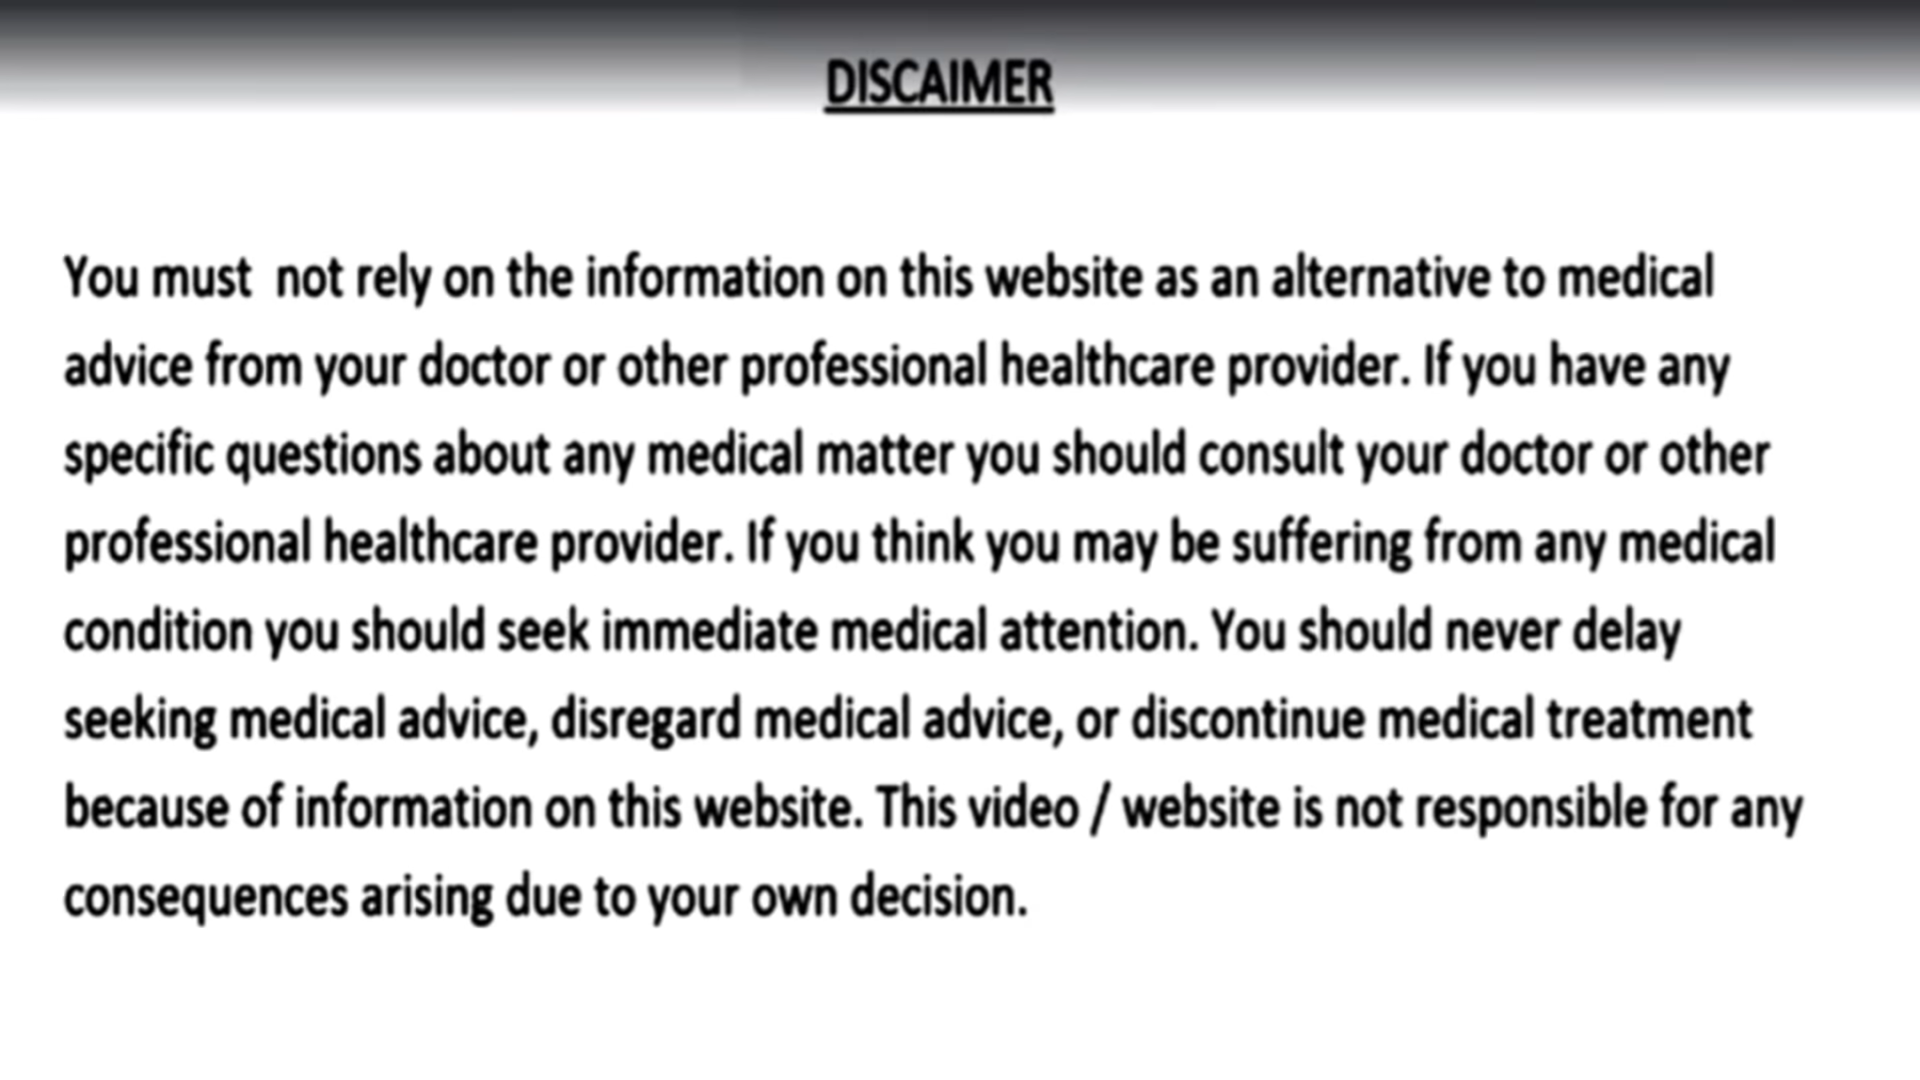 DISCAIMER
You must  not rely on the information on this website as an alternative to medical
advice from your doctor or other professional healthcare provider. If you have any
specific questions about any medical matter you should consult your doctor or other
professional healthcare provider. If you think you may be suffering from any medical
condition you should seek immediate medical attention. You should never delay
seeking medical advice, disregard medical advice, or discontinue medical treatment
because of information on this website. This video / website is not responsible for any
consequences arising due to your own decision.